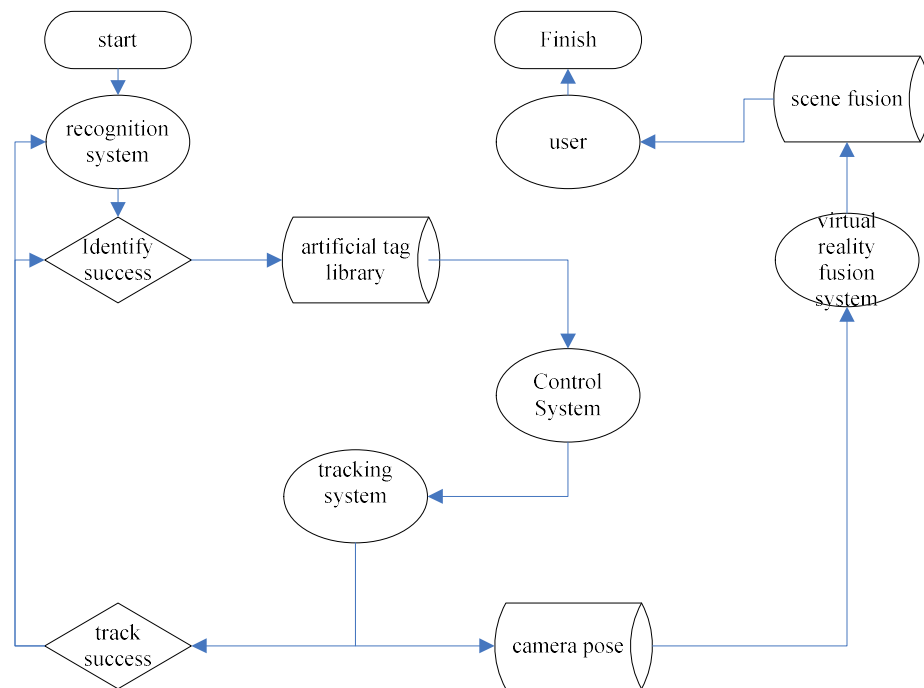 start
Finish
scene fusion
recognition
system
user
Identify
success
artificial tag
library
virtual
reality
fusion
system
Control
System
tracking
system
track
success
camera pose